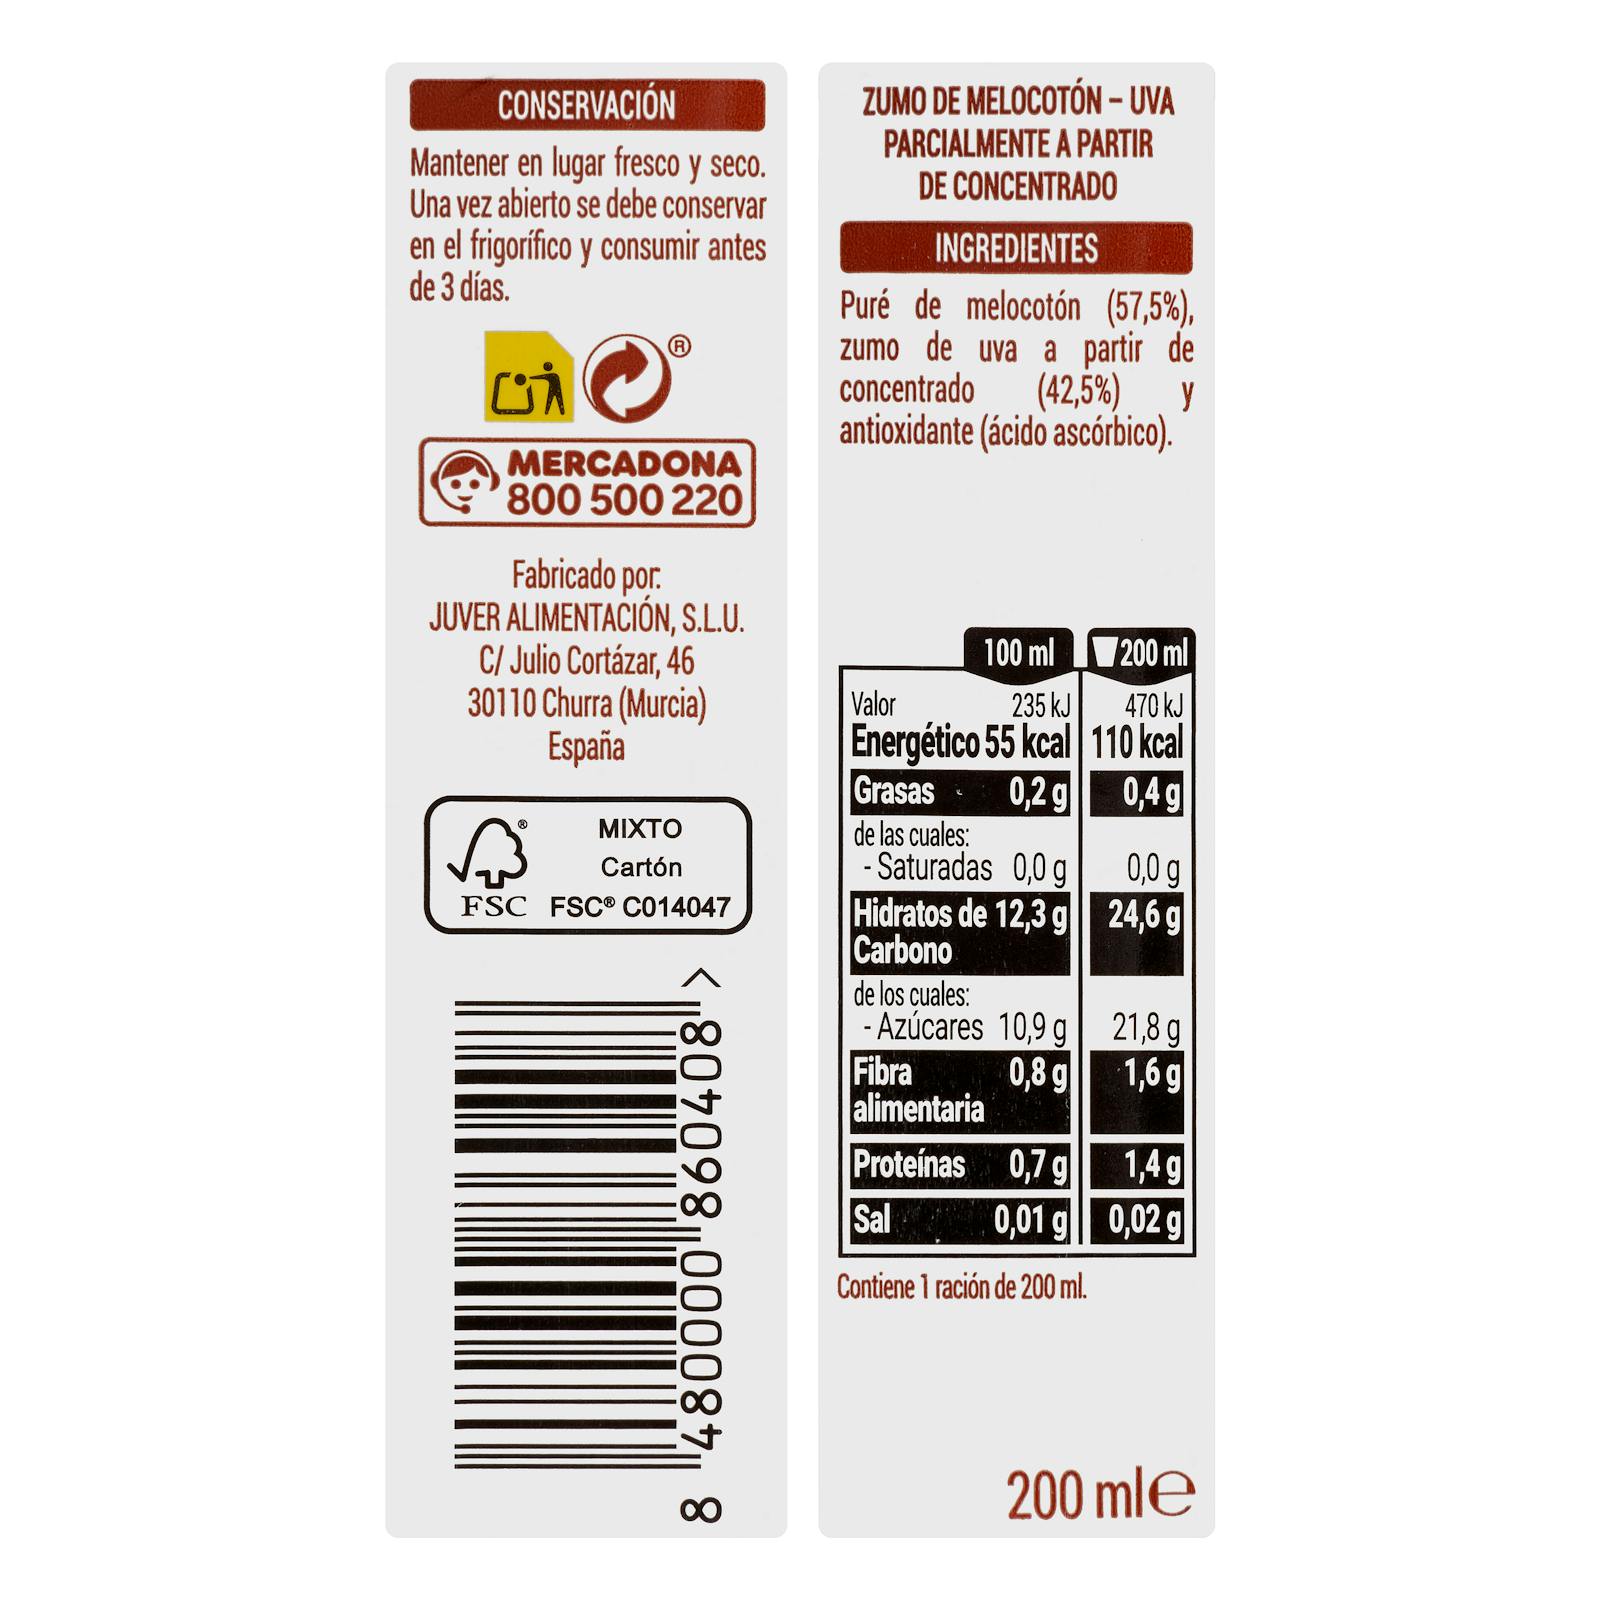 CONSERVACIÓN
Mantener en lugar fresco y seco.
Una vez abierto se debe conservar
en el frigorífico y consumir antes
de 3 días.
®
MERCADONA
800 500 220
Fabricado por:
JUVER ALIMENTACIÓN, S.L.U.
C/ Julio Cortázar, 46
30110 Churra (Murcia)
España
®
MIXTO
Cartón
FSC FSC® C014047
8 480000 860408 >
ZUMO DE MELOCOTÓN – UVA
PARCIALMENTE A PARTIR
DE CONCENTRADO
INGREDIENTES
Puré de melocotón (57,5%),
zumo de uva a partir de
concentrado (42,5%) y
antioxidante (ácido ascórbico).
100 ml 200 ml
Valor 235 kJ 470 kJ
Energético 55 kcal 110 kcal
Grasas 0,2 g 0,4 g
de las cuales:
- Saturadas 0,0 g 0,0 g
Hidratos de 12,3 g 24,6 g
Carbono
de los cuales:
- Azúcares 10,9 g 21,8 g
Fibra 0,8 g 1,6 g
alimentaria
Proteínas 0,7 g 1,4 g
Sal 0,01 g 0,02 g
Contiene 1 ración de 200 ml.
200 ml℮